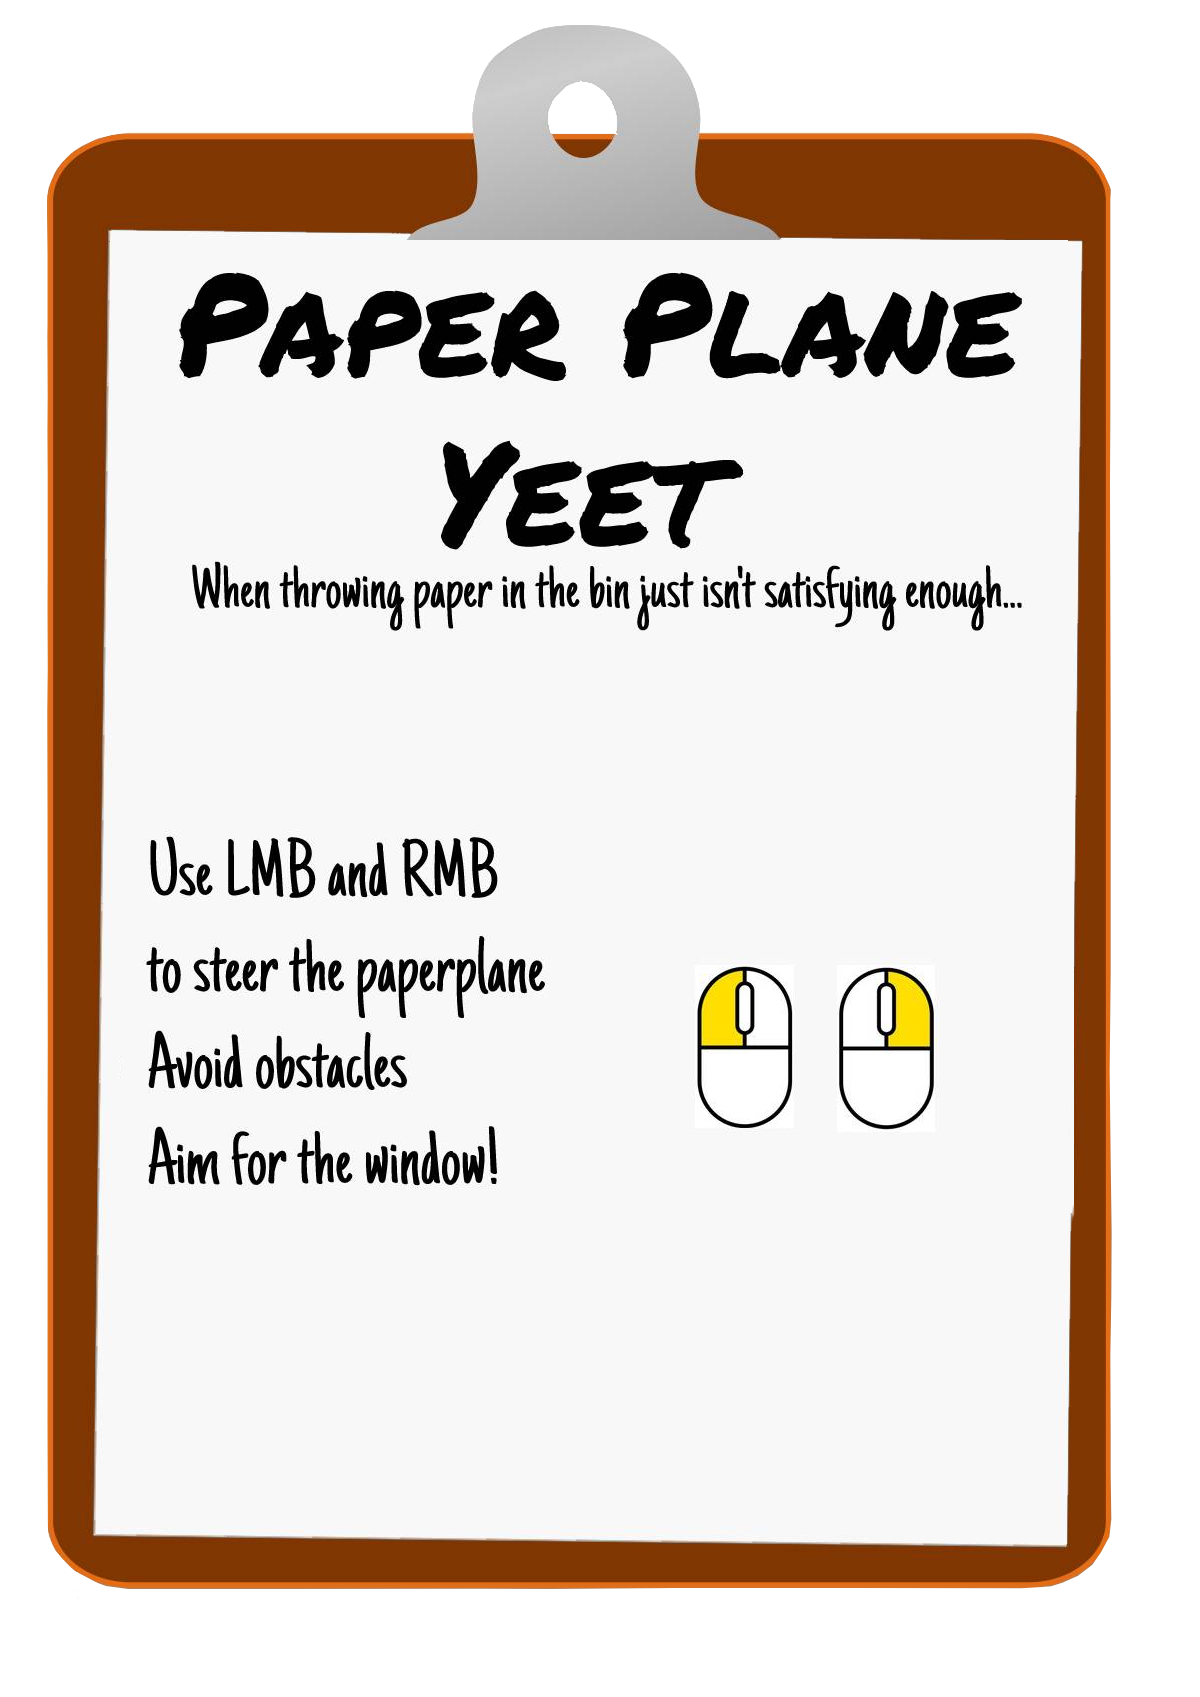 Paper Plane
Yeet
When throwing paper in the bin just isn't satisfying enough...
Use LMB and RMB
to steer the paperplane
Avoid obstacles
Aim for the window!